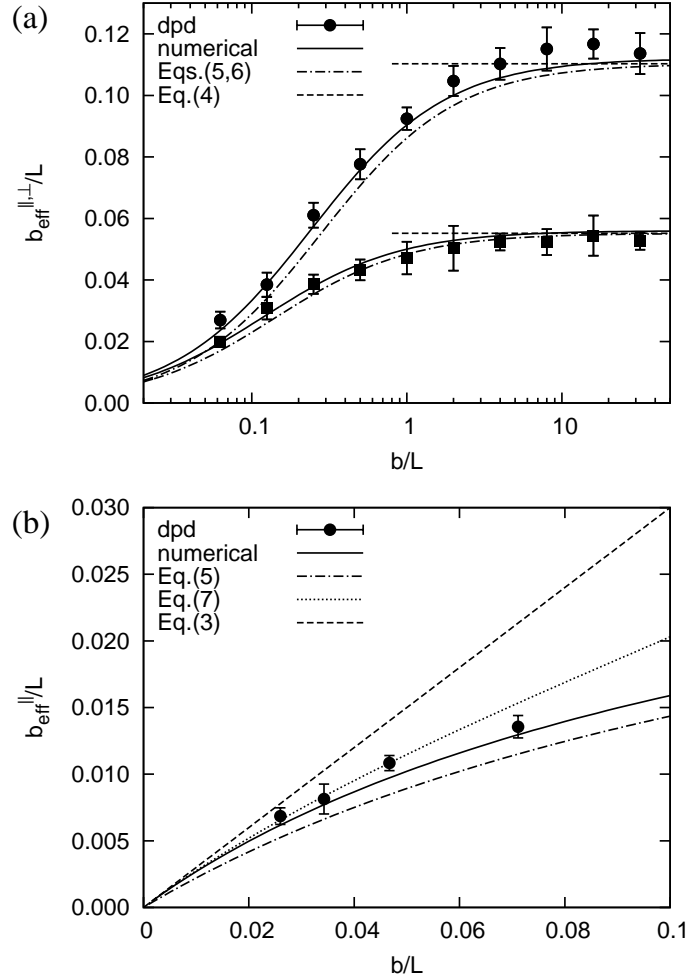 (a)
dpd
numerical
Eqs.(5,6)
Eq.(4)
0.12
0.10
0.08
0.06
0.04
0.02
0.00
b_eff^{||,⊥}/L
0.1 1 10
b/L
(b)
dpd
numerical
Eq.(5)
Eq.(7)
Eq.(3)
0.030
0.025
0.020
0.015
0.010
0.005
0.000
b_eff^{||}/L
0 0.02 0.04 0.06 0.08 0.1
b/L